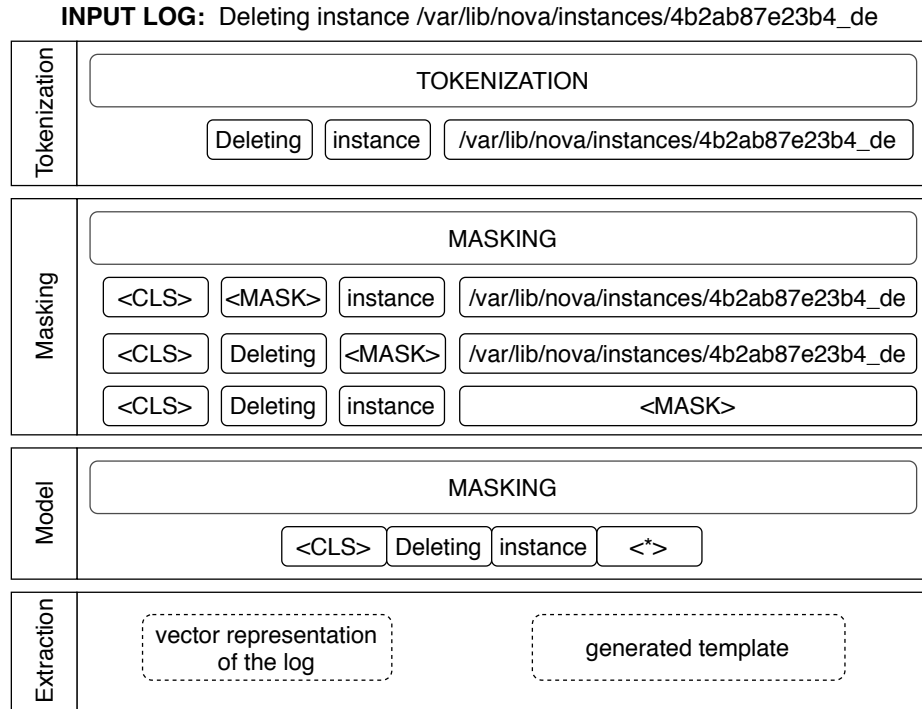 INPUT LOG: Deleting instance /var/lib/nova/instances/4b2ab87e23b4_de
Tokenization
TOKENIZATION
Deleting instance /var/lib/nova/instances/4b2ab87e23b4_de
Masking
MASKING
<CLS> <MASK> instance /var/lib/nova/instances/4b2ab87e23b4_de
<CLS> Deleting <MASK> /var/lib/nova/instances/4b2ab87e23b4_de
<CLS> Deleting instance <MASK>
Model
MASKING
<CLS> Deleting instance <*>
Extraction
vector representation
of the log
generated template